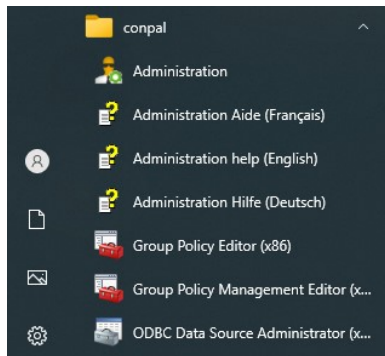 conpal
Administration
Administration Aide (Français)
Administration help (English)
Administration Hilfe (Deutsch)
Group Policy Editor (x86)
Group Policy Management Editor (x...
ODBC Data Source Administrator (x...